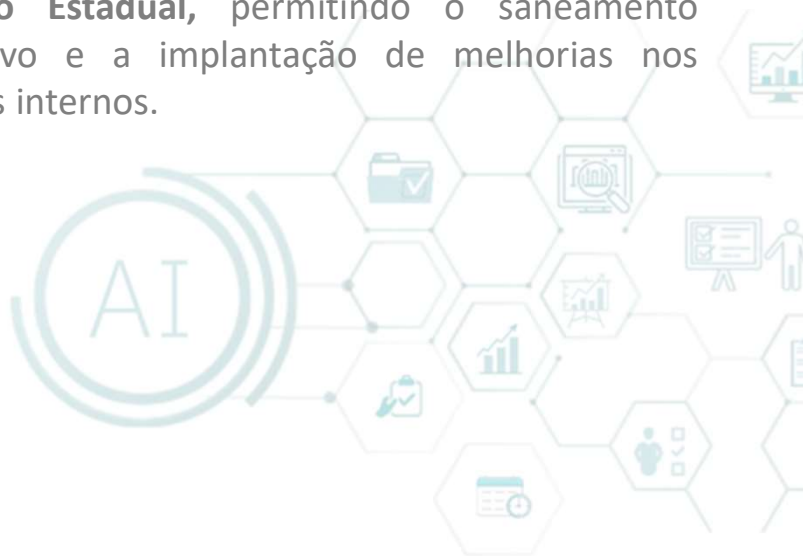 o Estadual, permitindo o saneamento
vo e a implantação de melhorias nos
s internos.
AI